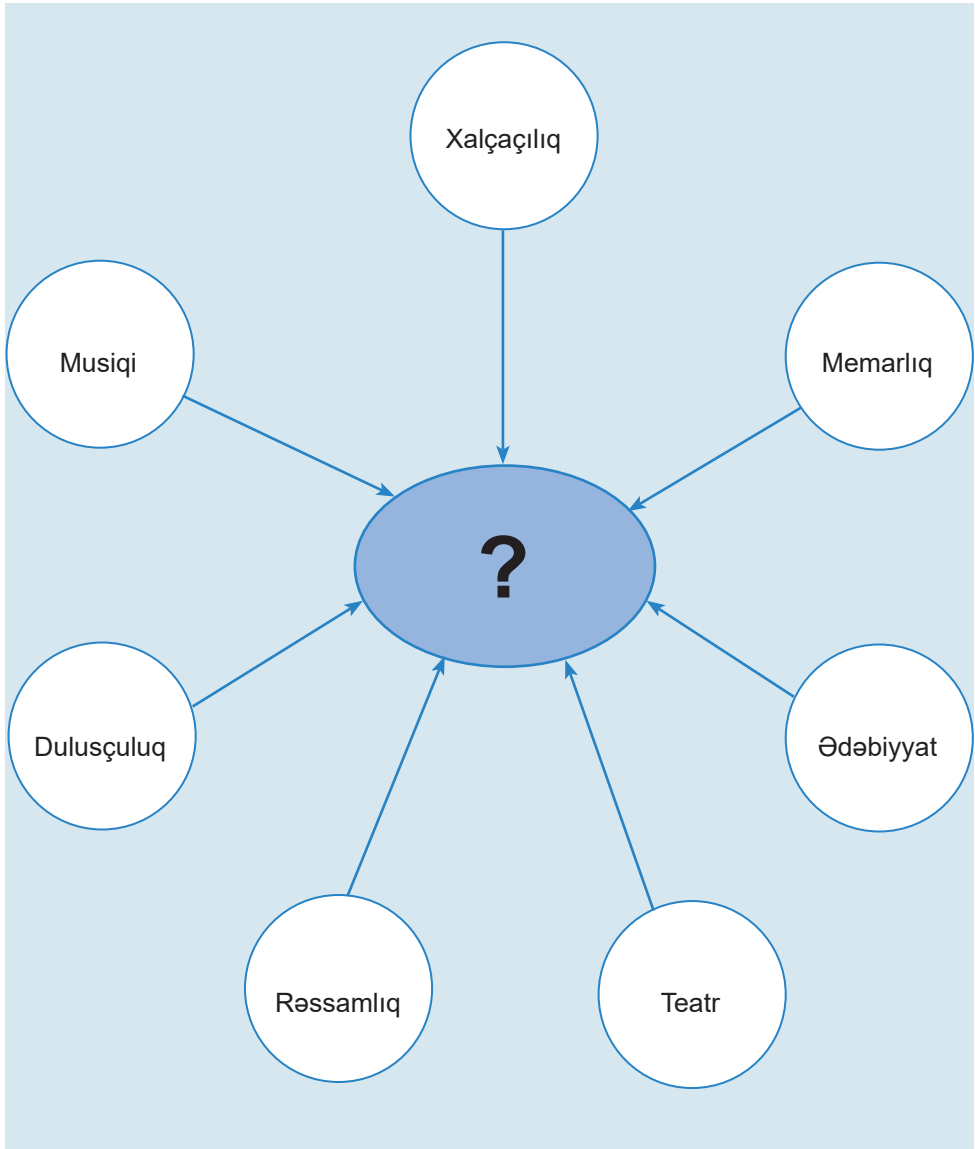 Xalçaçılıq
Musiqi
Memarlıq
?
Dulusçuluq
Ədəbiyyat
Rəssamlıq
Teatr